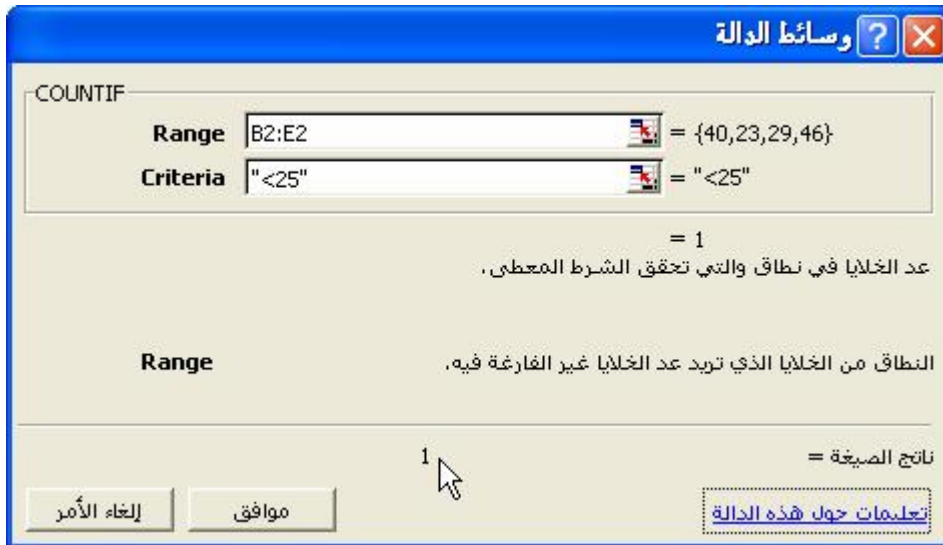 وسائط الدالة
COUNTIF
Range B2:E2 = {40,23,29,46}
Criteria "<25" = "<25"
= 1
عد الخلايا في نطاق والتي تحقق الشرط المعطى.
Range النطاق من الخلايا الذي تريد عد الخلايا غير الفارغة فيه.
ناتج الصيغة = 1
تعليمات حول هذه الدالة
موافق
إلغاء الأمر